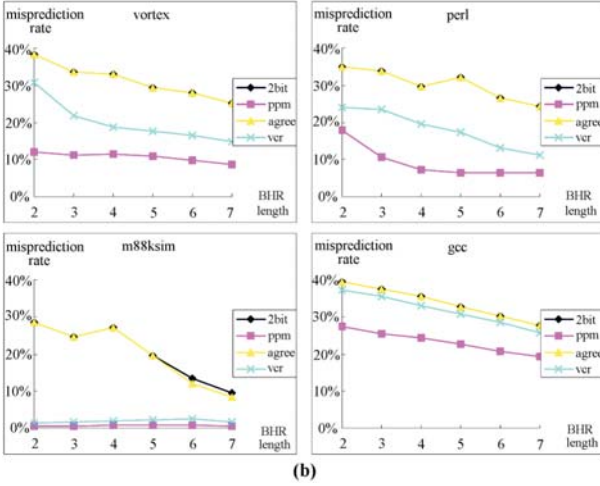 misprediction
rate
vortex
40%
30%
20%
10%
0%
2 3 4 5 6 7
BHR
length
2bit
ppm
agree
vcr
misprediction
rate
perl
40%
30%
20%
10%
0%
2 3 4 5 6 7
BHR
length
2bit
ppm
agree
vcr
misprediction
rate
m88ksim
40%
30%
20%
10%
0%
2 3 4 5 6 7
BHR
length
2bit
ppm
agree
vcr
misprediction
rate
gcc
40%
30%
20%
10%
0%
2 3 4 5 6 7
BHR
length
2bit
ppm
agree
vcr
(b)